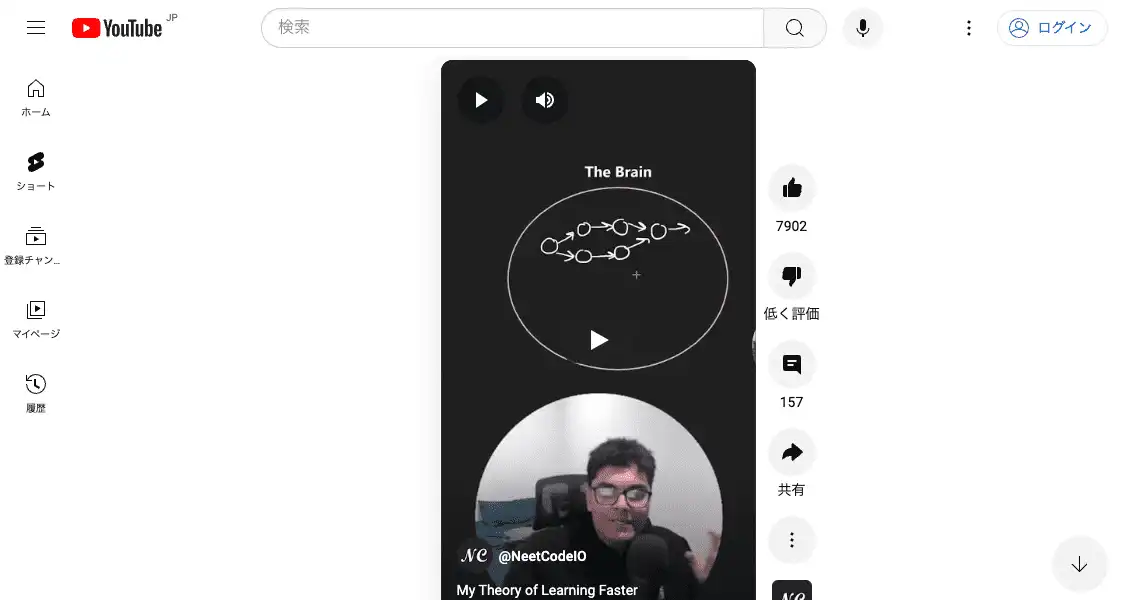 YouTube JP
検索
ログイン
ホーム
ショート
登録チャン...
マイページ
履歴
The Brain
7902
低く評価
157
共有
NC @NeetCodeIO
My Theory of Learning Faster
NC